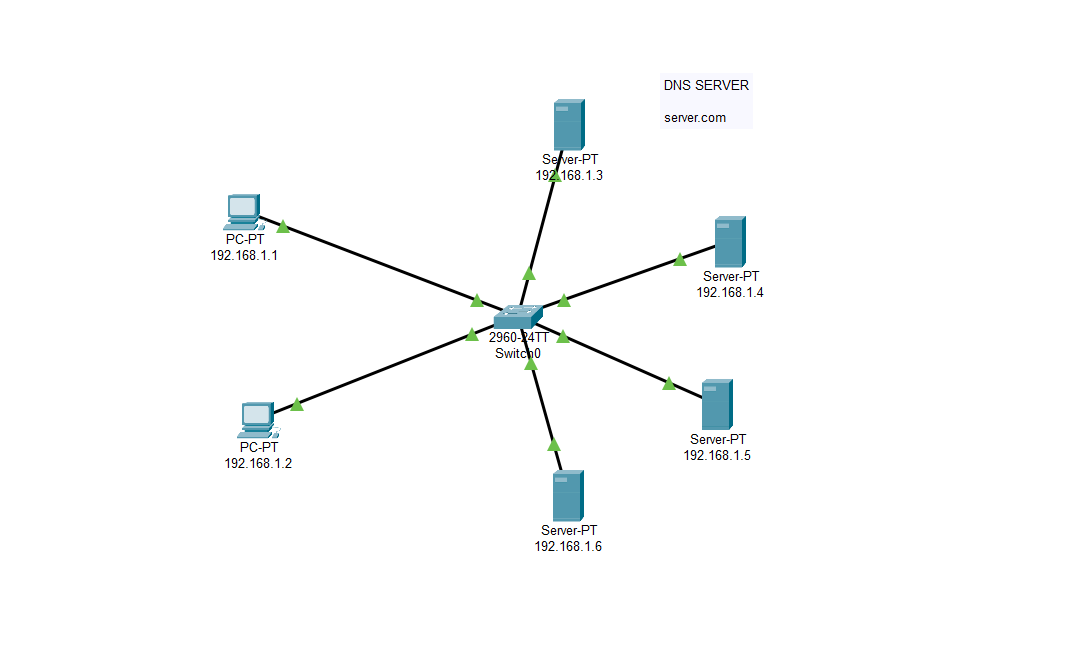 DNS SERVER
server.com
Server-PT
192.168.1.3
PC-PT
192.168.1.1
Server-PT
192.168.1.4
2960-24TT
Switch0
Server-PT
192.168.1.5
PC-PT
192.168.1.2
Server-PT
192.168.1.6